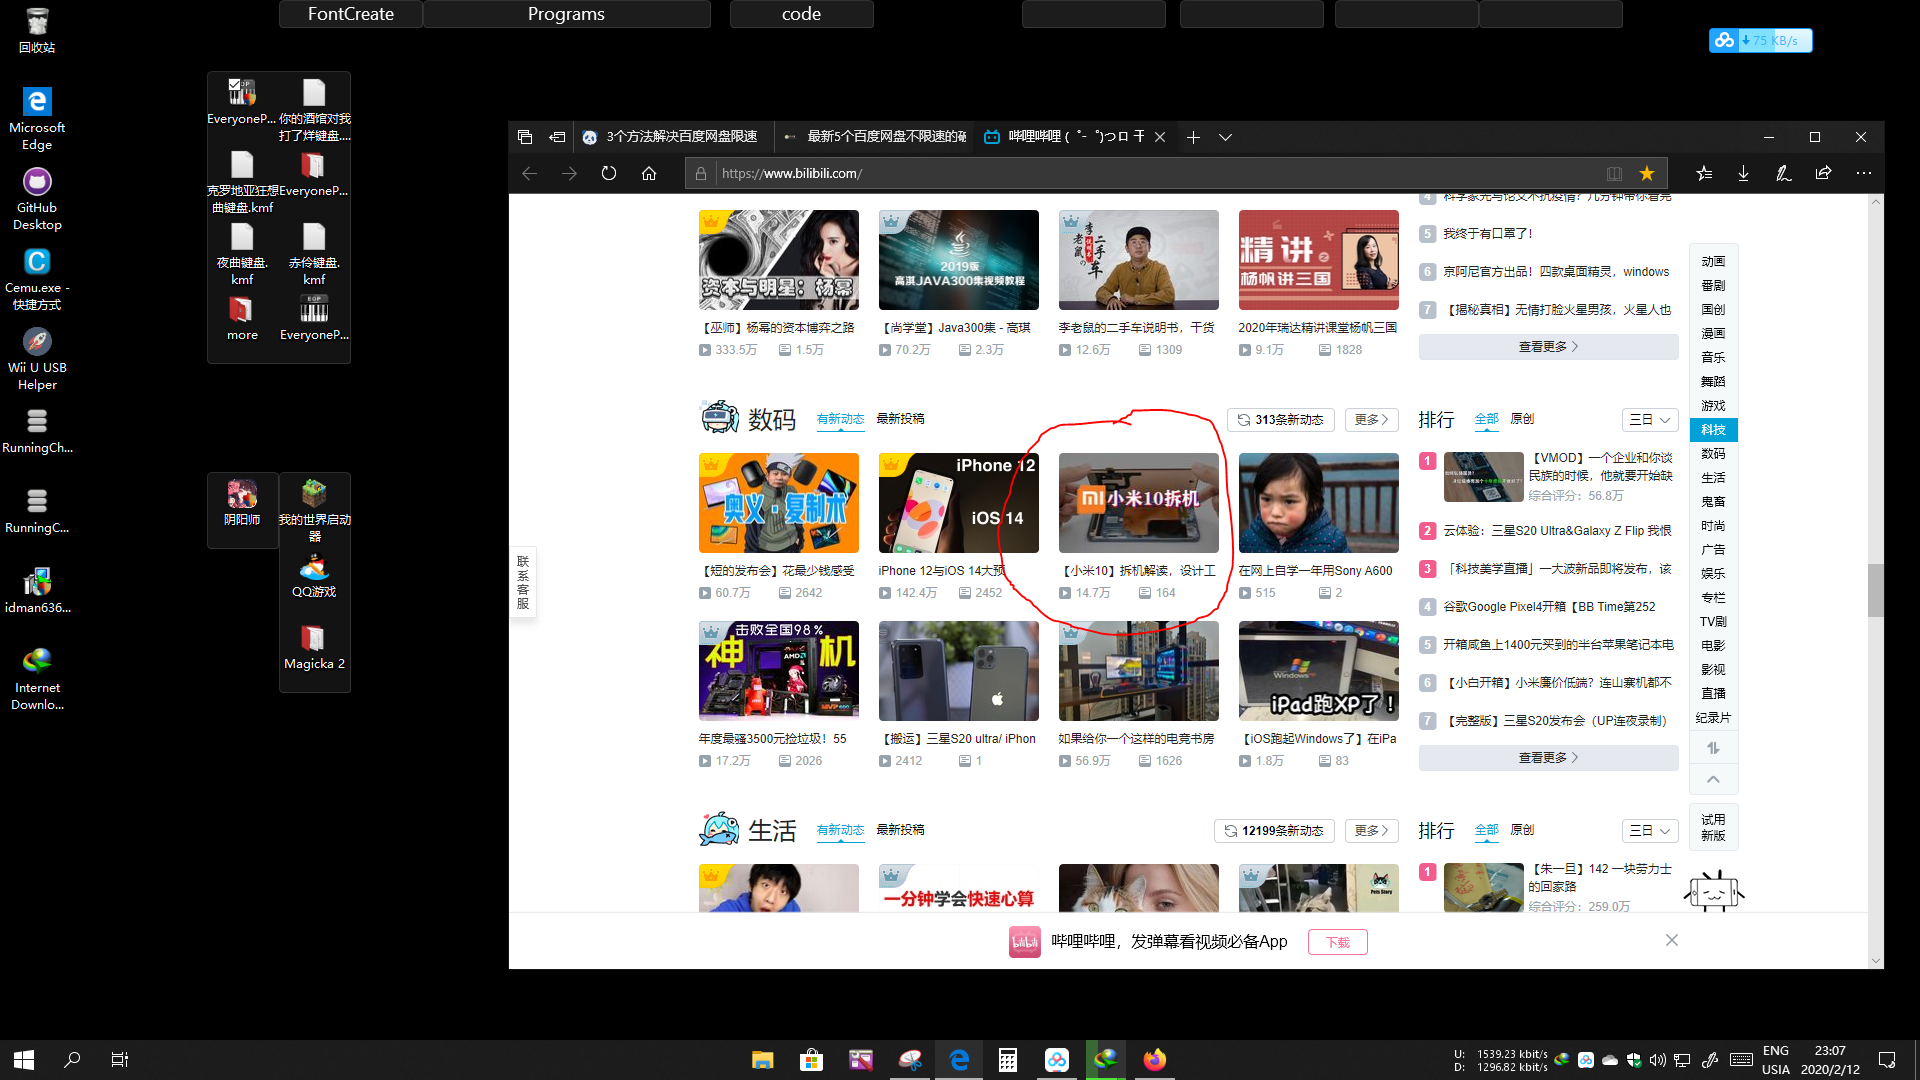 FontCreate
Programs
code
75 KB/s
回收站
Microsoft
Edge
GitHub
Desktop
Cemu.exe -
快捷方式
Wii U USB
Helper
RunningCh...
RunningC...
idman636...
Internet
Downlo...
EveryoneP...
你的酒馆对我
打了烊键盘....
克罗地亚狂想
曲键盘.kmf
EveryoneP...
夜曲键盘.
kmf
赤伶键盘.
kmf
more
EOP
EveryoneP...
阴阳师
我的世界启动
器
QQ游戏
Magicka 2
3个方法解决百度网盘限速
最新5个百度网盘不限速的
哔哩哔哩 ( ゜- ゜)つロ 干
https://www.bilibili.com/
资本与明星：杨幂
2019版
高淇JAVA300集视频教程
李老鼠
二手车
精讲之
杨帆讲三国
【巫师】杨幂的资本博弈之路
333.5万 1.5万
【尚学堂】Java300集 - 高琪
70.2万 2.3万
李老鼠的二手车说明书，干货
12.6万 1309
2020年瑞达精讲课堂杨帆三国
9.1万 1828
4 科学家先与论文不抗疫情？几分钟带你看完
5 我终于有口罩了！
6 京阿尼官方出品！四款桌面精灵，windows
7 【揭秘真相】无情打脸火星男孩，火星人也
查看更多
数码
有新动态
最新投稿
313条新动态
更多
奥义·复制术
iPhone 12
iOS 14
小米10拆机
【短的发布会】花最少钱感受
60.7万 2642
iPhone 12与iOS 14大预
142.4万 2452
【小米10】拆机解读，设计工
14.7万 164
在网上自学一年用Sony A600
515 2
击败全国98%
神机
AMD
Windows
iPad跑XP了！
年度最骚3500元捡垃圾！55
17.2万 2026
【搬运】三星S20 ultra/ iPhon
2412 1
如果给你一个这样的电竞书房
56.9万 1626
【iOS跑起Windows了】在iPa
1.8万 83
排行
全部
原创
三日
1 【VMOD】一个企业和你谈
民族的时候，他就要开始缺
综合评分：56.8万
2 云体验：三星S20 Ultra&Galaxy Z Flip 我恨
3 「科技美学直播」一大波新品即将发布，该
4 谷歌Google Pixel4开箱【BB Time第252
5 开箱咸鱼上1400元买到的半台苹果笔记本电
6 【小白开箱】小米廉价低端？连山寨机都不
7 【完整版】三星S20发布会（UP连夜录制）
查看更多
生活
有新动态
最新投稿
12199条新动态
更多
一分钟学会快速心算
排行
全部
原创
三日
1 【朱一旦】142 一块劳力士
的回家路
综合评分：259.0万
联系客服
动画
番剧
国创
漫画
音乐
舞蹈
游戏
科技
数码
生活
鬼畜
时尚
广告
娱乐
专栏
TV剧
电影
影视
直播
纪录片
试用
新版
bilibili
哔哩哔哩，发弹幕看视频必备App
下载
U: 1539.23 kbit/s
D: 1296.82 kbit/s
ENG
USIA
23:07
2020/2/12